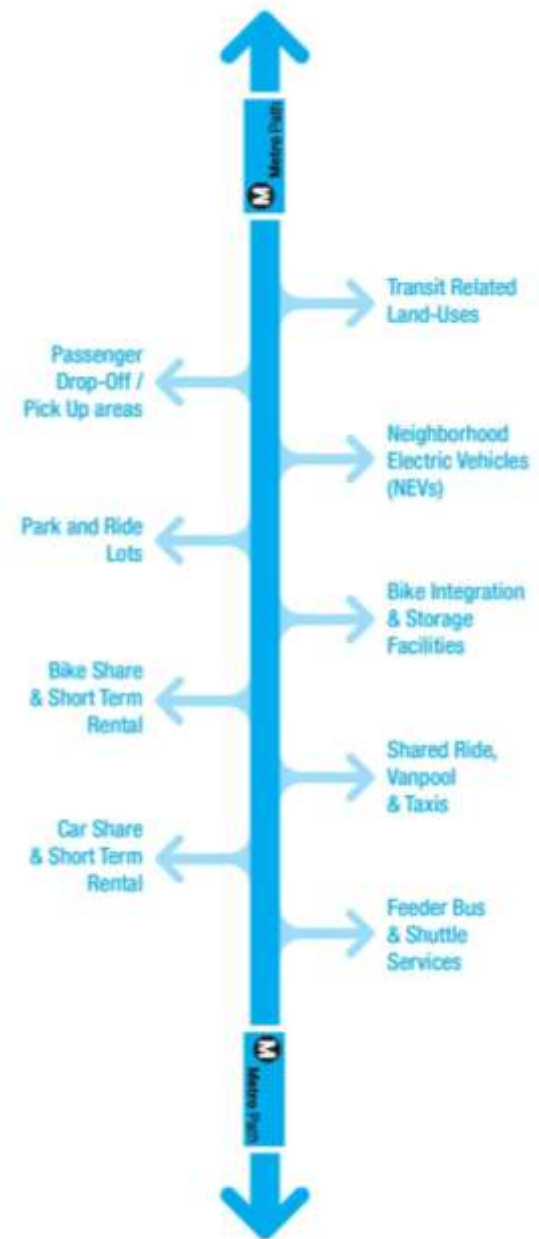 M Metro Path
Transit Related
Land-Uses
Passenger
Drop-Off /
Pick Up areas
Neighborhood
Electric Vehicles
(NEVs)
Park and Ride
Lots
Bike Integration
& Storage
Facilities
Bike Share
& Short Term
Rental
Shared Ride,
Vanpool
& Taxis
Car Share
& Short Term
Rental
Feeder Bus
& Shuttle
Services
M Metro Path